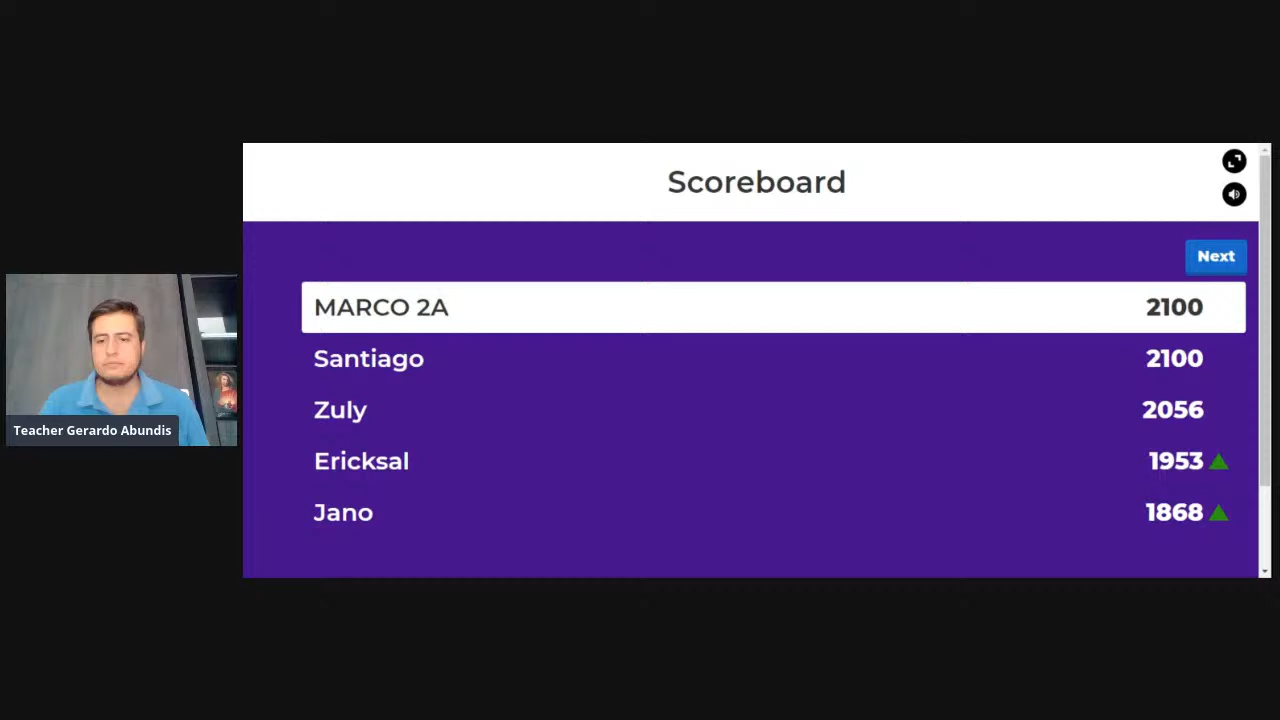 Scoreboard
Next
MARCO 2A 2100
Santiago 2100
Zuly 2056
Ericksal 1953
Jano 1868
Teacher Gerardo Abundis